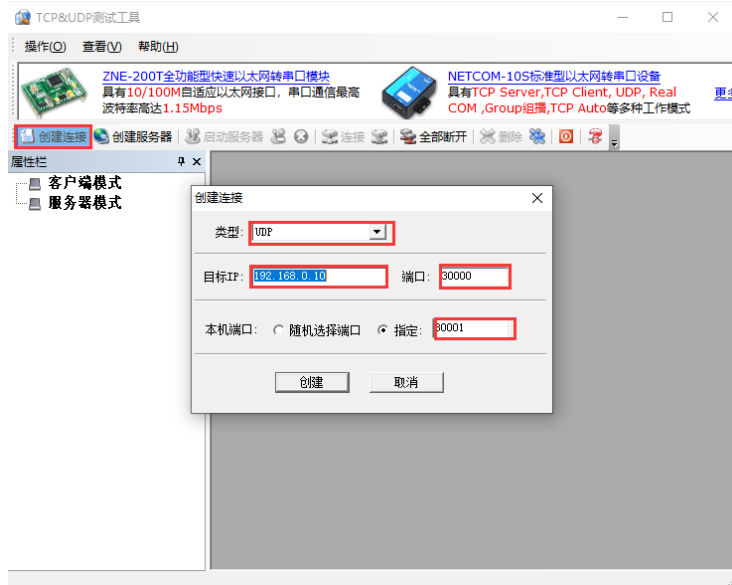 TCP&UDP测试工具
操作(O) 查看(V) 帮助(H)
ZNE-200T全功能型快速以太网转串口模块
具有10/100M自适应以太网接口，串口通信最高
波特率高达1.15Mbps
NETCOM-10S标准型以太网转串口设备
具有TCP Server,TCP Client, UDP, Real
COM ,Group组播,TCP Auto等多种工作模式
更多
创建连接 创建服务器 启动服务器 连接 全部断开 删除
属性栏
客户端模式
服务器模式
创建连接
类型: UDP
目标IP: 192.168.0.10 端口: 30000
本机端口: 随机选择端口 指定: 30001
创建 取消